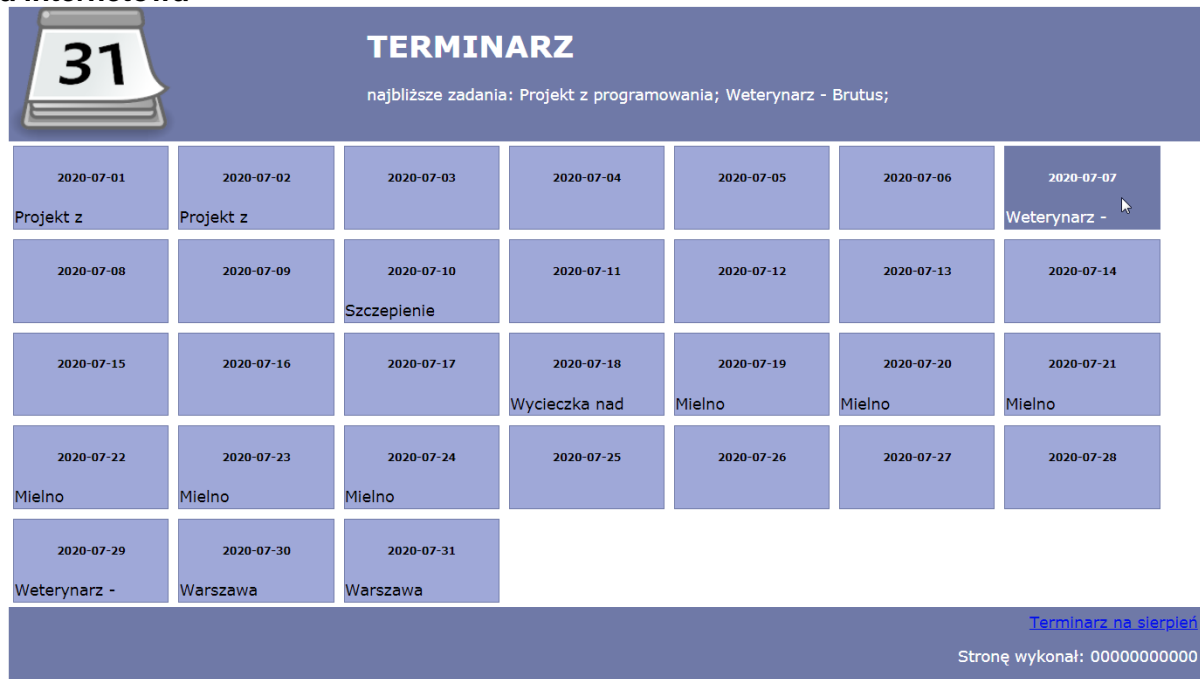 31
TERMINARZ
najbliższe zadania: Projekt z programowania; Weterynarz - Brutus;
2020-07-01 2020-07-02 2020-07-03 2020-07-04 2020-07-05 2020-07-06 2020-07-07
Projekt z Projekt z Weterynarz -
2020-07-08 2020-07-09 2020-07-10 2020-07-11 2020-07-12 2020-07-13 2020-07-14
Szczepienie
2020-07-15 2020-07-16 2020-07-17 2020-07-18 2020-07-19 2020-07-20 2020-07-21
Wycieczka nad Mielno Mielno Mielno
2020-07-22 2020-07-23 2020-07-24 2020-07-25 2020-07-26 2020-07-27 2020-07-28
Mielno Mielno Mielno
2020-07-29 2020-07-30 2020-07-31
Weterynarz - Warszawa Warszawa
Terminarz na sierpień
Stronę wykonał: 00000000000